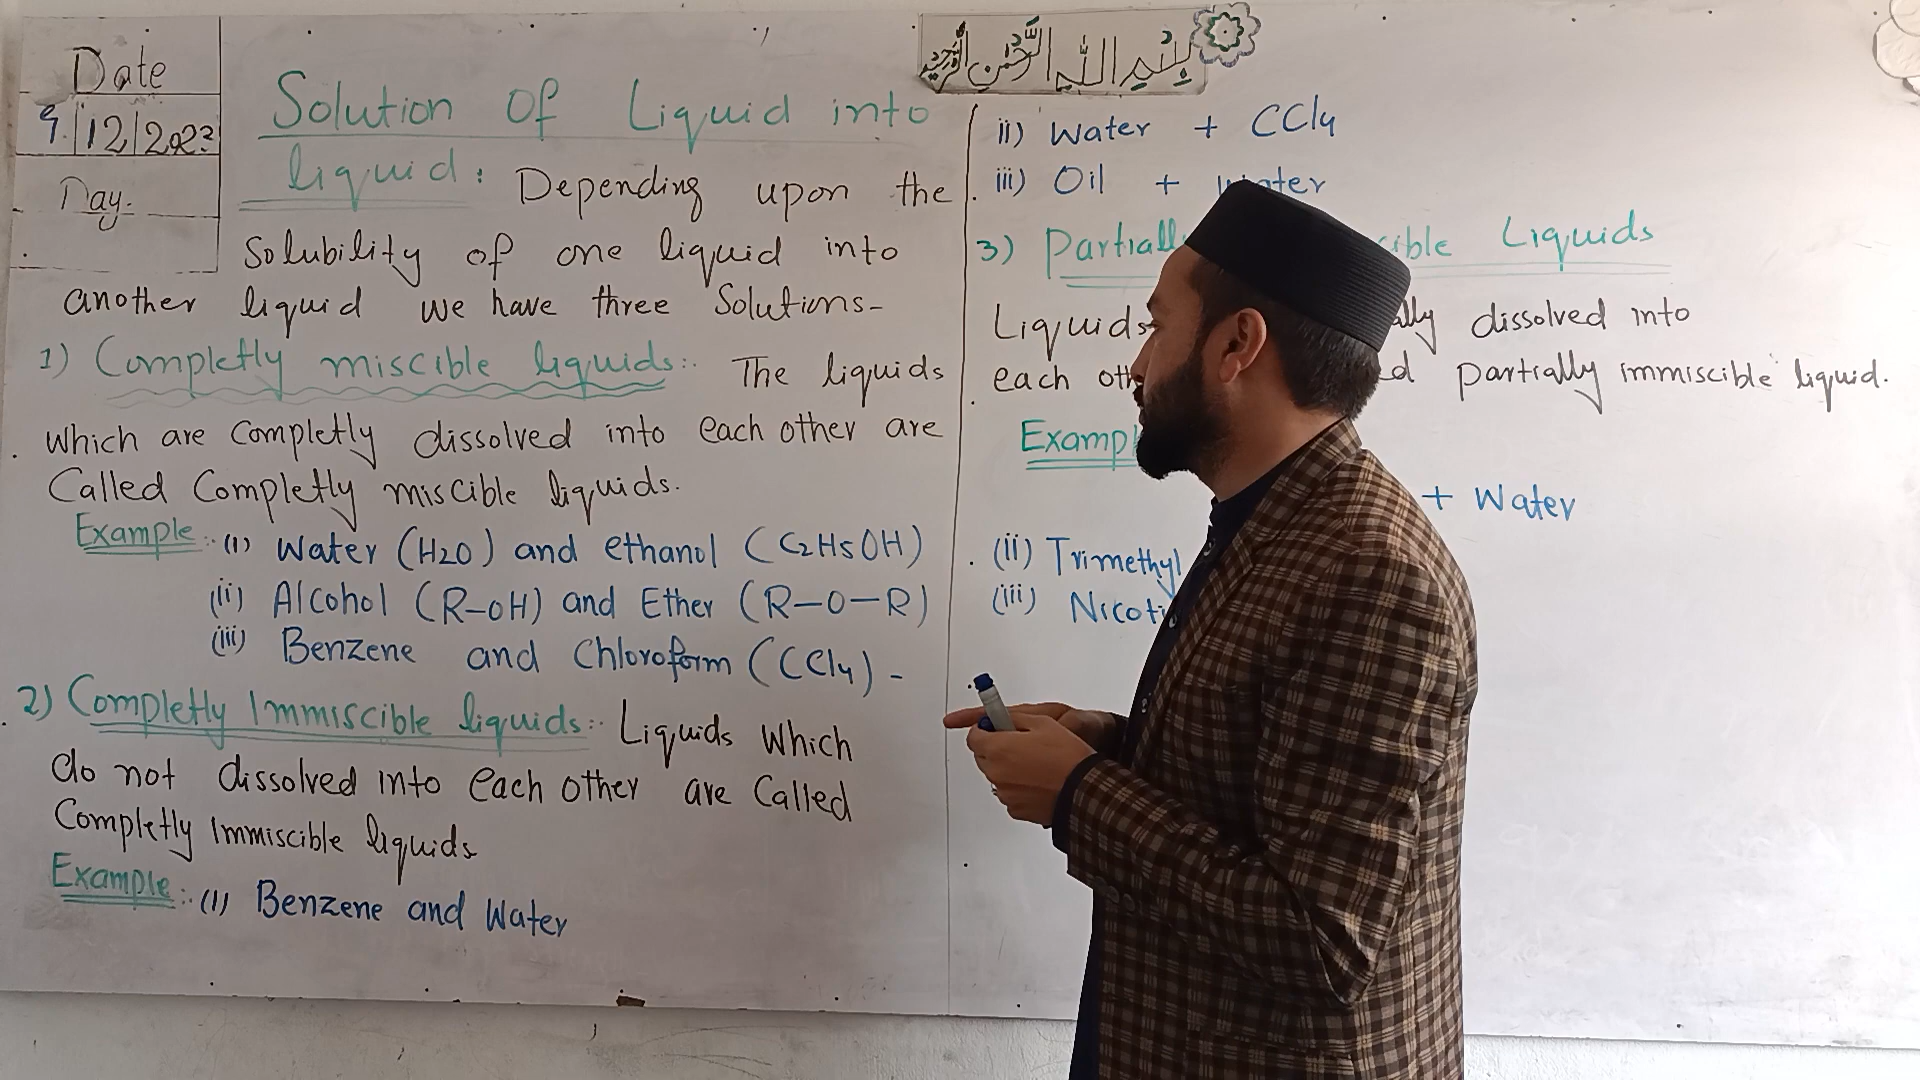 Date
9/12/2023
Day.
Solution Of Liquid into
liquid: Depending upon the
Solubility of one liquid into
another liquid we have three Solutions-
1) Completly miscible liquids:. The liquids
which are Completly dissolved into each other are
Called Completly miscible liquids.
Example:. (1) Water (H2O) and ethanol (C2H5OH)
(ii) Alcohol (R-OH) and Ether (R-O-R)
(iii) Benzene and Chloroform (CCl4) -
2) Completly Immiscible liquids:. Liquids which
do not dissolved into each other are Called
Completly Immiscible liquids
Example:. (1) Benzene and Water
بسم الله الرحمن الرحيم
ii) Water + CCl4
iii) Oil + water
3) Liquids
Liquids dissolved into
each partially immiscible liquid.
+ Water
(ii) Trimethyl
(iii)